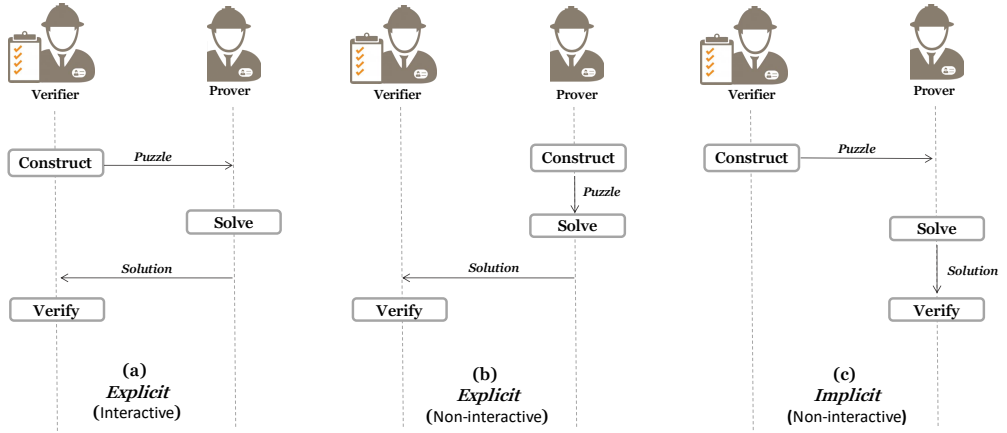 Verifier
Prover
Construct
Puzzle
Solve
Solution
Verify
(a)
Explicit
(Interactive)
Verifier
Prover
Construct
Puzzle
Solve
Solution
Verify
(b)
Explicit
(Non-interactive)
Verifier
Prover
Construct
Puzzle
Solve
Solution
Verify
(c)
Implicit
(Non-interactive)